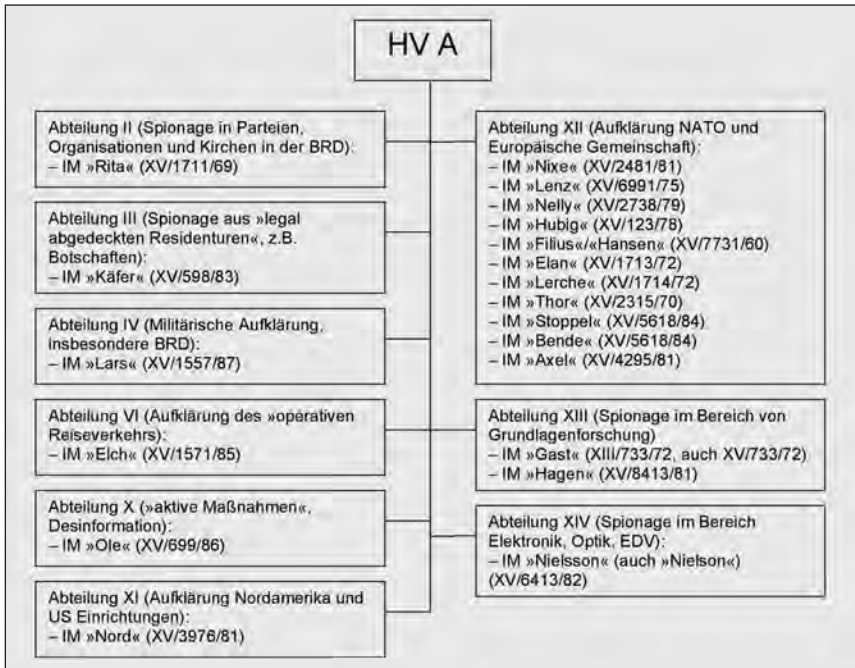 HV A
Abteilung II (Spionage in Parteien,
Organisationen und Kirchen in der BRD):
– IM »Rita« (XV/1711/69)
Abteilung III (Spionage aus »legal
abgedeckten Residenturen«, z.B.
Botschaften):
– IM »Käfer« (XV/598/83)
Abteilung IV (Militärische Aufklärung,
insbesondere BRD):
– IM »Lars« (XV/1557/87)
Abteilung VI (Aufklärung des »operativen
Reiseverkehrs):
– IM »Elch« (XV/1571/85)
Abteilung X (»aktive Maßnahmen«,
Desinformation):
– IM »Ole« (XV/699/86)
Abteilung XI (Aufklärung Nordamerika und
US Einrichtungen):
– IM »Nord« (XV/3976/81)
Abteilung XII (Aufklärung NATO und
Europäische Gemeinschaft):
– IM »Nixe« (XV/2481/81)
– IM »Lenz« (XV/6991/75)
– IM »Nelly« (XV/2738/79)
– IM »Hubig« (XV/123/78)
– IM »Filius«/«Hansen« (XV/7731/60)
– IM »Elan« (XV/1713/72)
– IM »Lerche« (XV/1714/72)
– IM »Thor« (XV/2315/70)
– IM »Stoppel« (XV/5618/84)
– IM »Bende« (XV/5618/84)
– IM »Axel« (XV/4295/81)
Abteilung XIII (Spionage im Bereich von
Grundlagenforschung)
– IM »Gast« (XIII/733/72, auch XV/733/72)
– IM »Hagen« (XV/8413/81)
Abteilung XIV (Spionage im Bereich
Elektronik, Optik, EDV):
– IM »Nielsson« (auch »Nielson«)
(XV/6413/82)